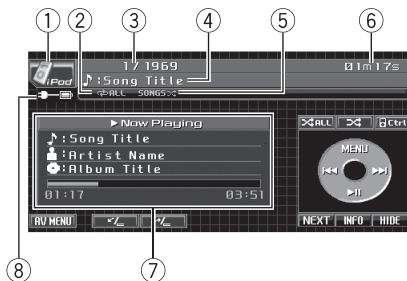 ① ② ③ ④ ⑤ ⑥
iPod
1/ 1969
01m17s
:Song Title
ALL SONGS
▶Now Playing
:Song Title
:Artist Name
:Album Title
01:17 03:51
ALL
Ctrl
MENU
AV MENU
NEXT INFO HIDE
⑧ ⑦